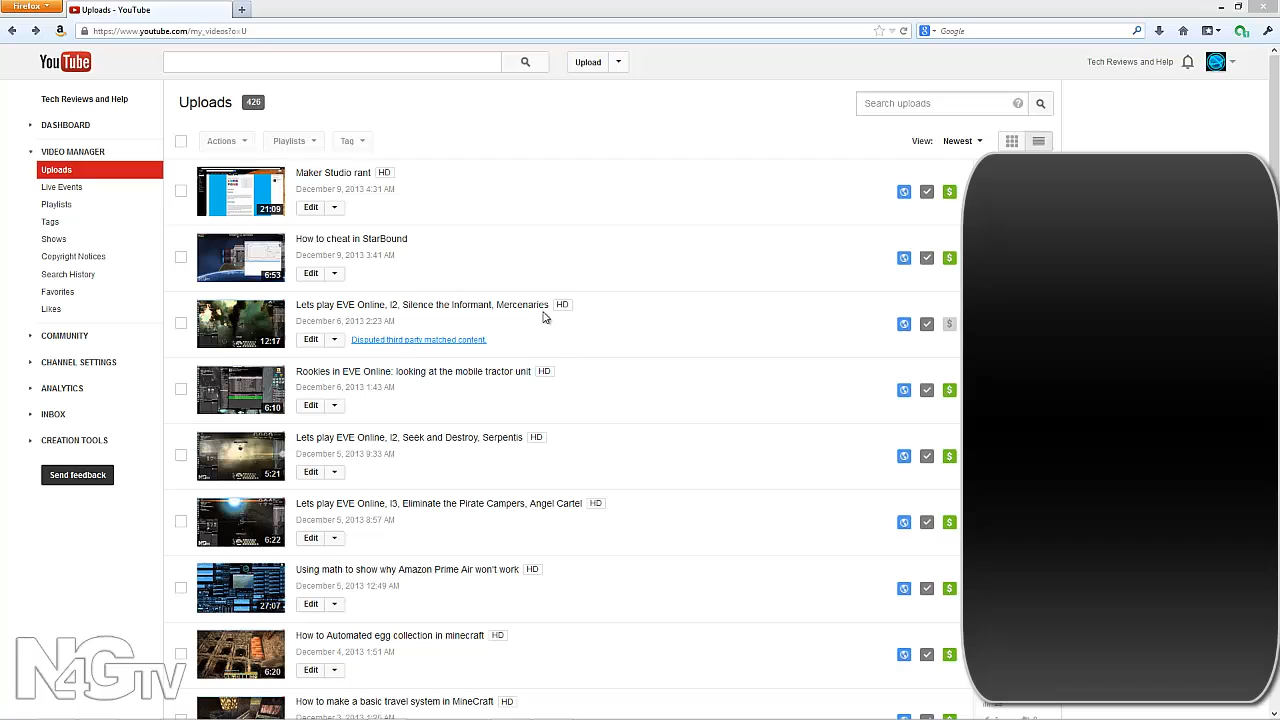 Firefox
Uploads - YouTube
https://www.youtube.com/my_videos?o=U
Google
YouTube
Upload
Tech Reviews and Help
Tech Reviews and Help
DASHBOARD
VIDEO MANAGER
Uploads
Live Events
Playlists
Tags
Shows
Copyright Notices
Search History
Favorites
Likes
COMMUNITY
CHANNEL SETTINGS
ANALYTICS
INBOX
CREATION TOOLS
Send feedback
Uploads 426
Search uploads
Actions Playlists Tag
View: Newest
Maker Studio rant HD
December 9, 2013 4:31 AM
Edit
21:09
How to cheat in StarBound
December 9, 2013 3:41 AM
Edit
6:53
Lets play EVE Online, l2, Silence the Informant, Mercenaries HD
December 6, 2013 2:23 AM
Edit Disputed third party matched content.
12:17
Rookies in EVE Online: looking at the mobile tractor unit HD
December 6, 2013 1:43 AM
Edit
6:10
Lets play EVE Online, l2, Seek and Destroy, Serpentis HD
December 5, 2013 9:33 AM
Edit
5:21
Lets play EVE Online, l3, Eliminate the Pirate Campors, Angel Cartel HD
December 5, 2013 8:57 AM
Edit
6:22
Using math to show why Amazon Prime Air won't work HD
December 5, 2013 12:49 AM
Edit
27:07
How to Automated egg collection in minecraft HD
December 4, 2013 1:51 AM
Edit
6:20
How to make a basic travel system in MineCraft HD
N4G TV